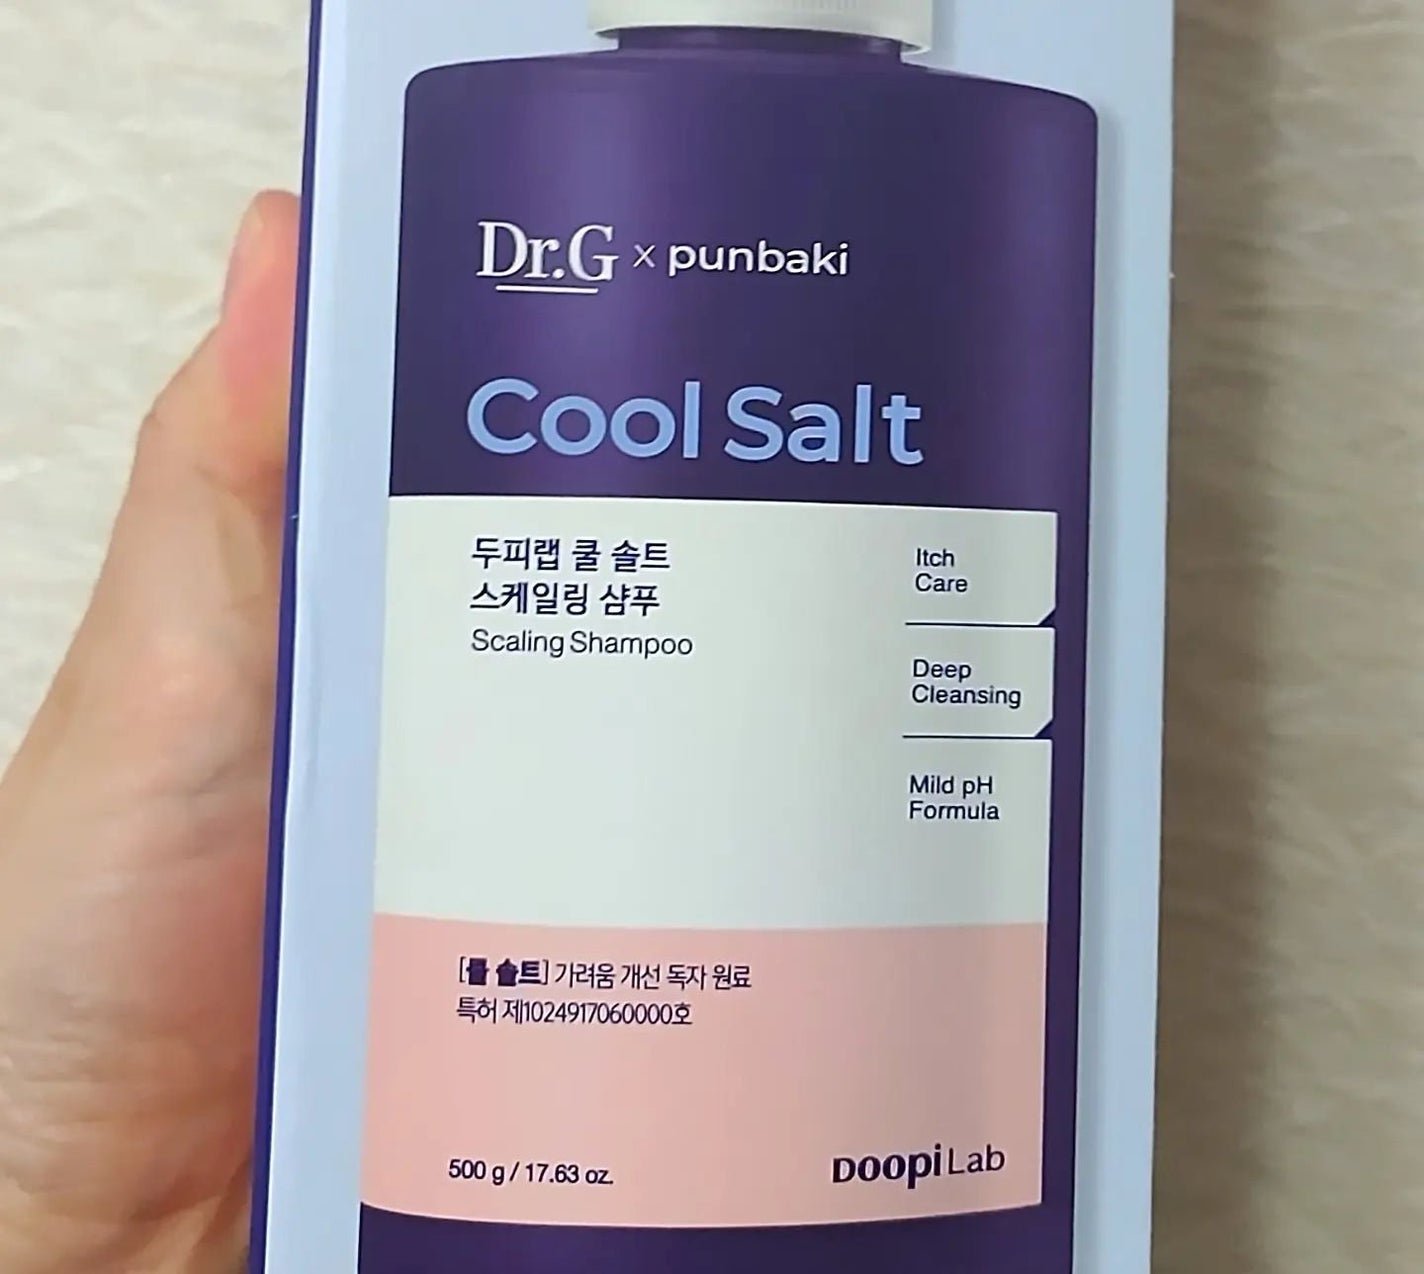 Dr.G x punbaki
Cool Salt
두피랩 쿨 솔트
스케일링 샴푸
Scaling Shampoo
Itch
Care
Deep
Cleansing
Mild pH
Formula
[쿨 솔트] 가려움 개선 독자 원료
특허 제1024917060000호
500 g / 17.63 oz.
Doopi Lab